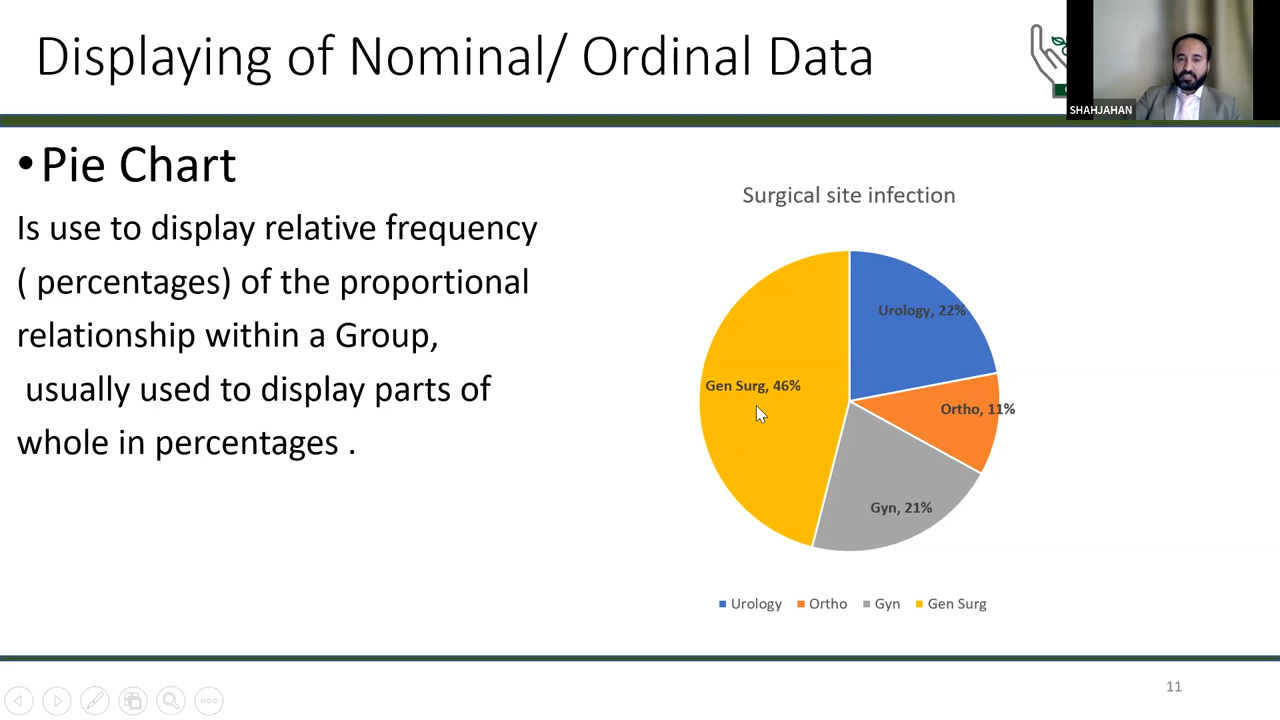 Displaying of Nominal/ Ordinal Data
SHAHJAHAN
•Pie Chart
Is use to display relative frequency
( percentages) of the proportional
relationship within a Group,
usually used to display parts of
whole in percentages .
Surgical site infection
Urology, 22%
Gen Surg, 46%
Ortho, 11%
Gyn, 21%
Urology Ortho Gyn Gen Surg
11